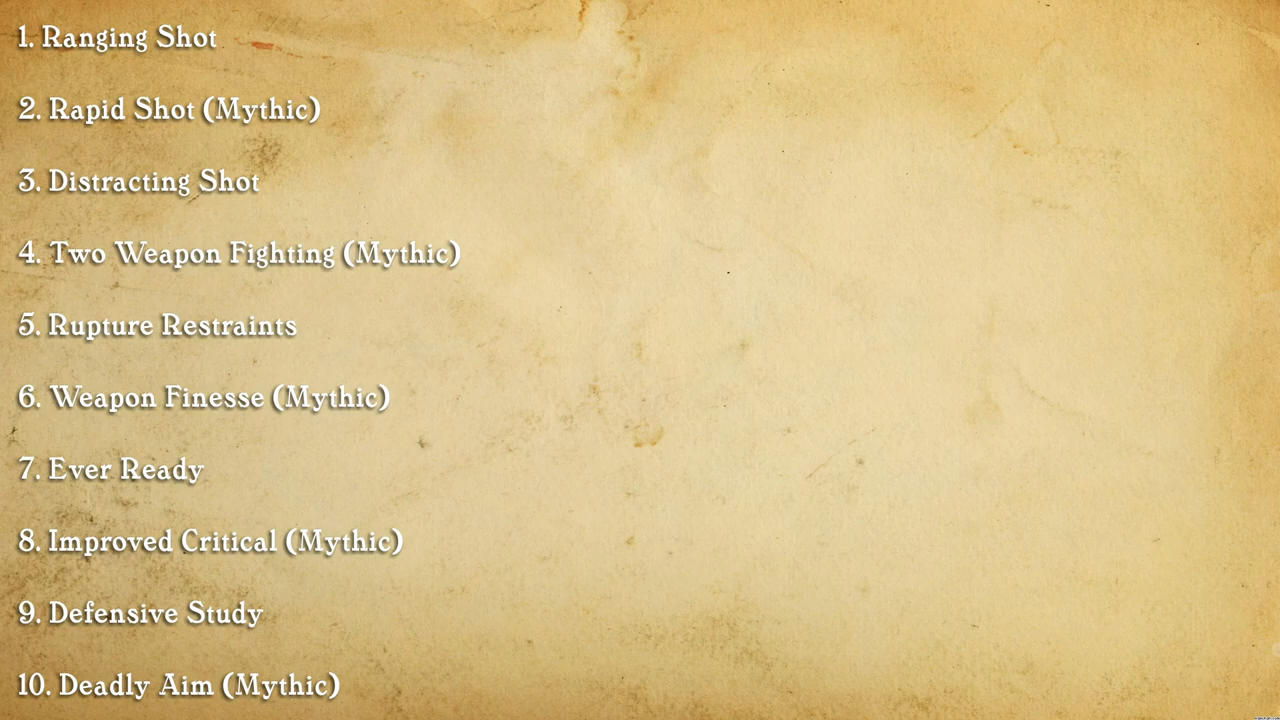 1. Ranging Shot
2. Rapid Shot (Mythic)
3. Distracting Shot
4. Two Weapon Fighting (Mythic)
5. Rupture Restraints
6. Weapon Finesse (Mythic)
7. Ever Ready
8. Improved Critical (Mythic)
9. Defensive Study
10. Deadly Aim (Mythic)